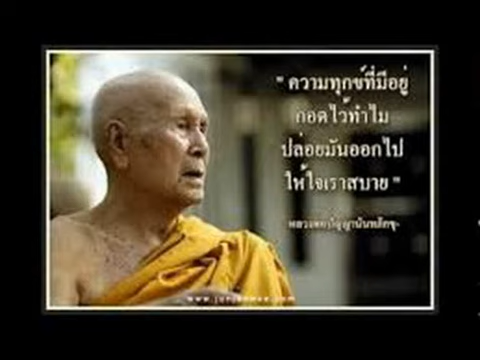 " ความทุกข์ที่มีอยู่
กอดไว้ทำไม
ปล่อยมันออกไป
ให้ใจเราสบาย "
หลวงพ่อปัญญานันทภิกขุ